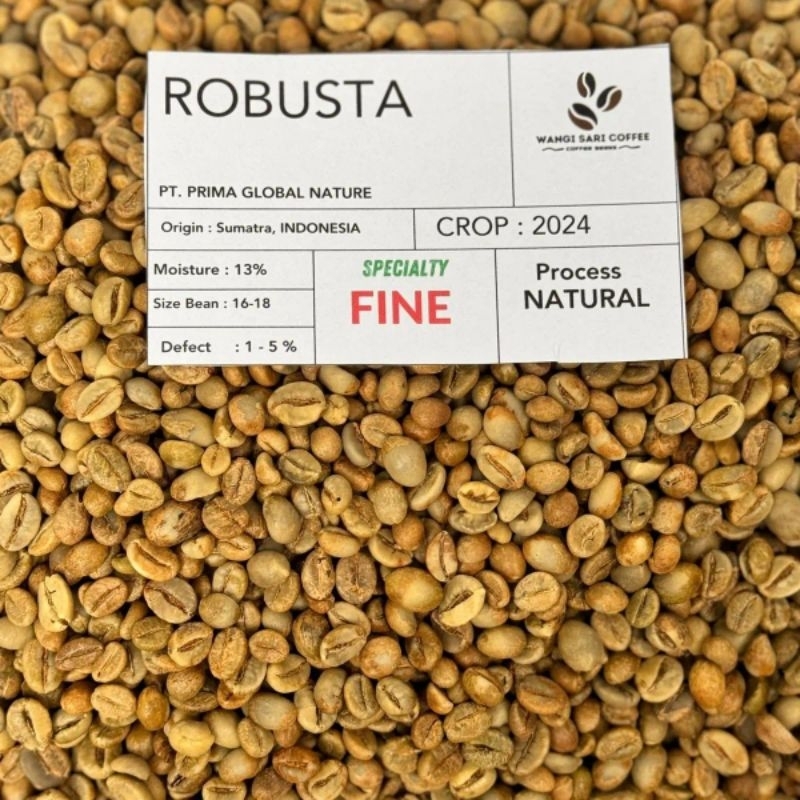 ROBUSTA
PT. PRIMA GLOBAL NATURE
WANGI SARI COFFEE
COFFEE BEANS
Origin : Sumatra, INDONESIA
CROP : 2024
Moisture : 13%
Size Bean : 16-18
Defect : 1 - 5 %
SPECIALTY
FINE
Process
NATURAL